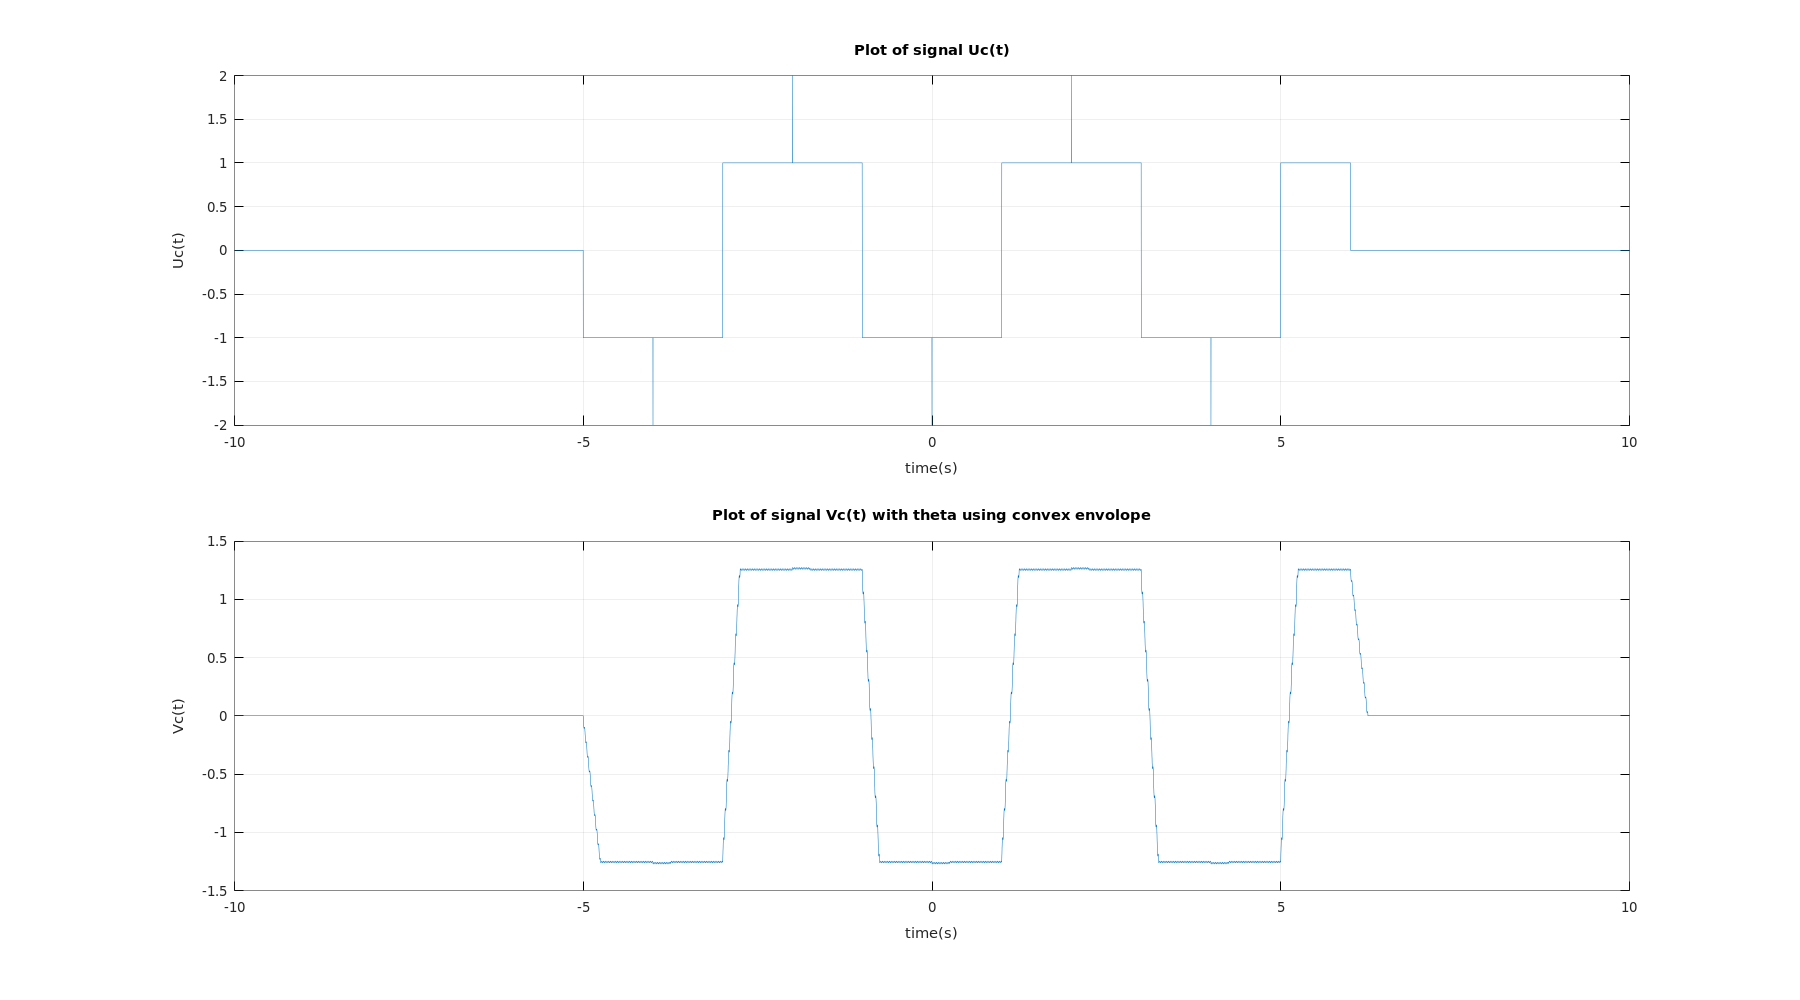 Plot of signal Uc(t)
2
1.5
1
0.5
0
-0.5
-1
-1.5
-2
Uc(t)
-10 -5 0 5 10
time(s)
Plot of signal Vc(t) with theta using convex envolope
1.5
1
0.5
0
-0.5
-1
-1.5
Vc(t)
-10 -5 0 5 10
time(s)